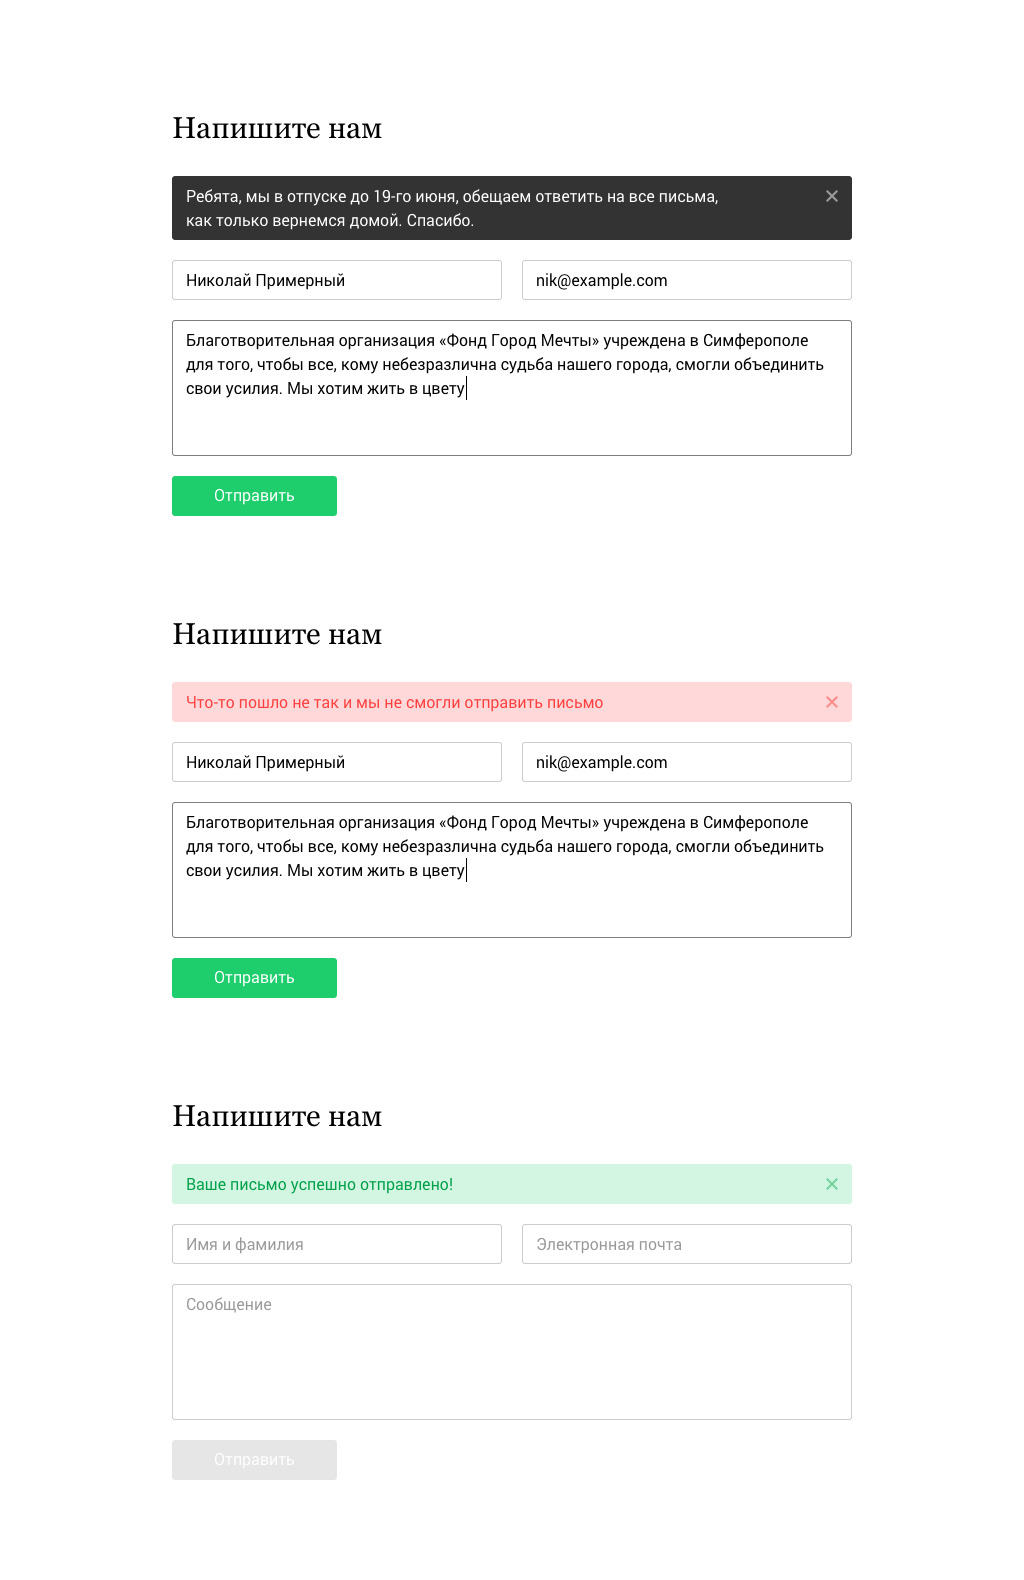 Напишите нам
Ребята, мы в отпуске до 19-го июня, обещаем ответить на все письма,
как только вернемся домой. Спасибо.
Николай Примерный
nik@example.com
Благотворительная организация «Фонд Город Мечты» учреждена в Симферополе
для того, чтобы все, кому небезразлична судьба нашего города, смогли объединить
свои усилия. Мы хотим жить в цвету
Отправить
Напишите нам
Что-то пошло не так и мы не смогли отправить письмо
Николай Примерный
nik@example.com
Благотворительная организация «Фонд Город Мечты» учреждена в Симферополе
для того, чтобы все, кому небезразлична судьба нашего города, смогли объединить
свои усилия. Мы хотим жить в цвету
Отправить
Напишите нам
Ваше письмо успешно отправлено!
Имя и фамилия
Электронная почта
Сообщение
Отправить